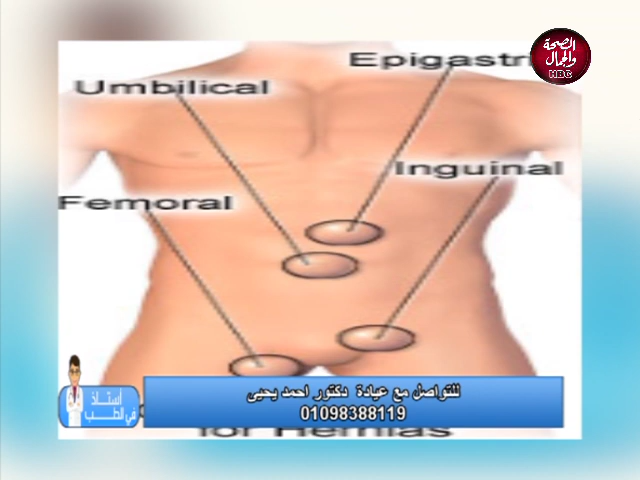 الصحة
والجمال
HBC
Epigastri
Umbilical
Inguinal
Femoral
للتواصل مع عيادة دكتور احمد يحيى
01098388119
أستاذ
في الطب
for Hernias